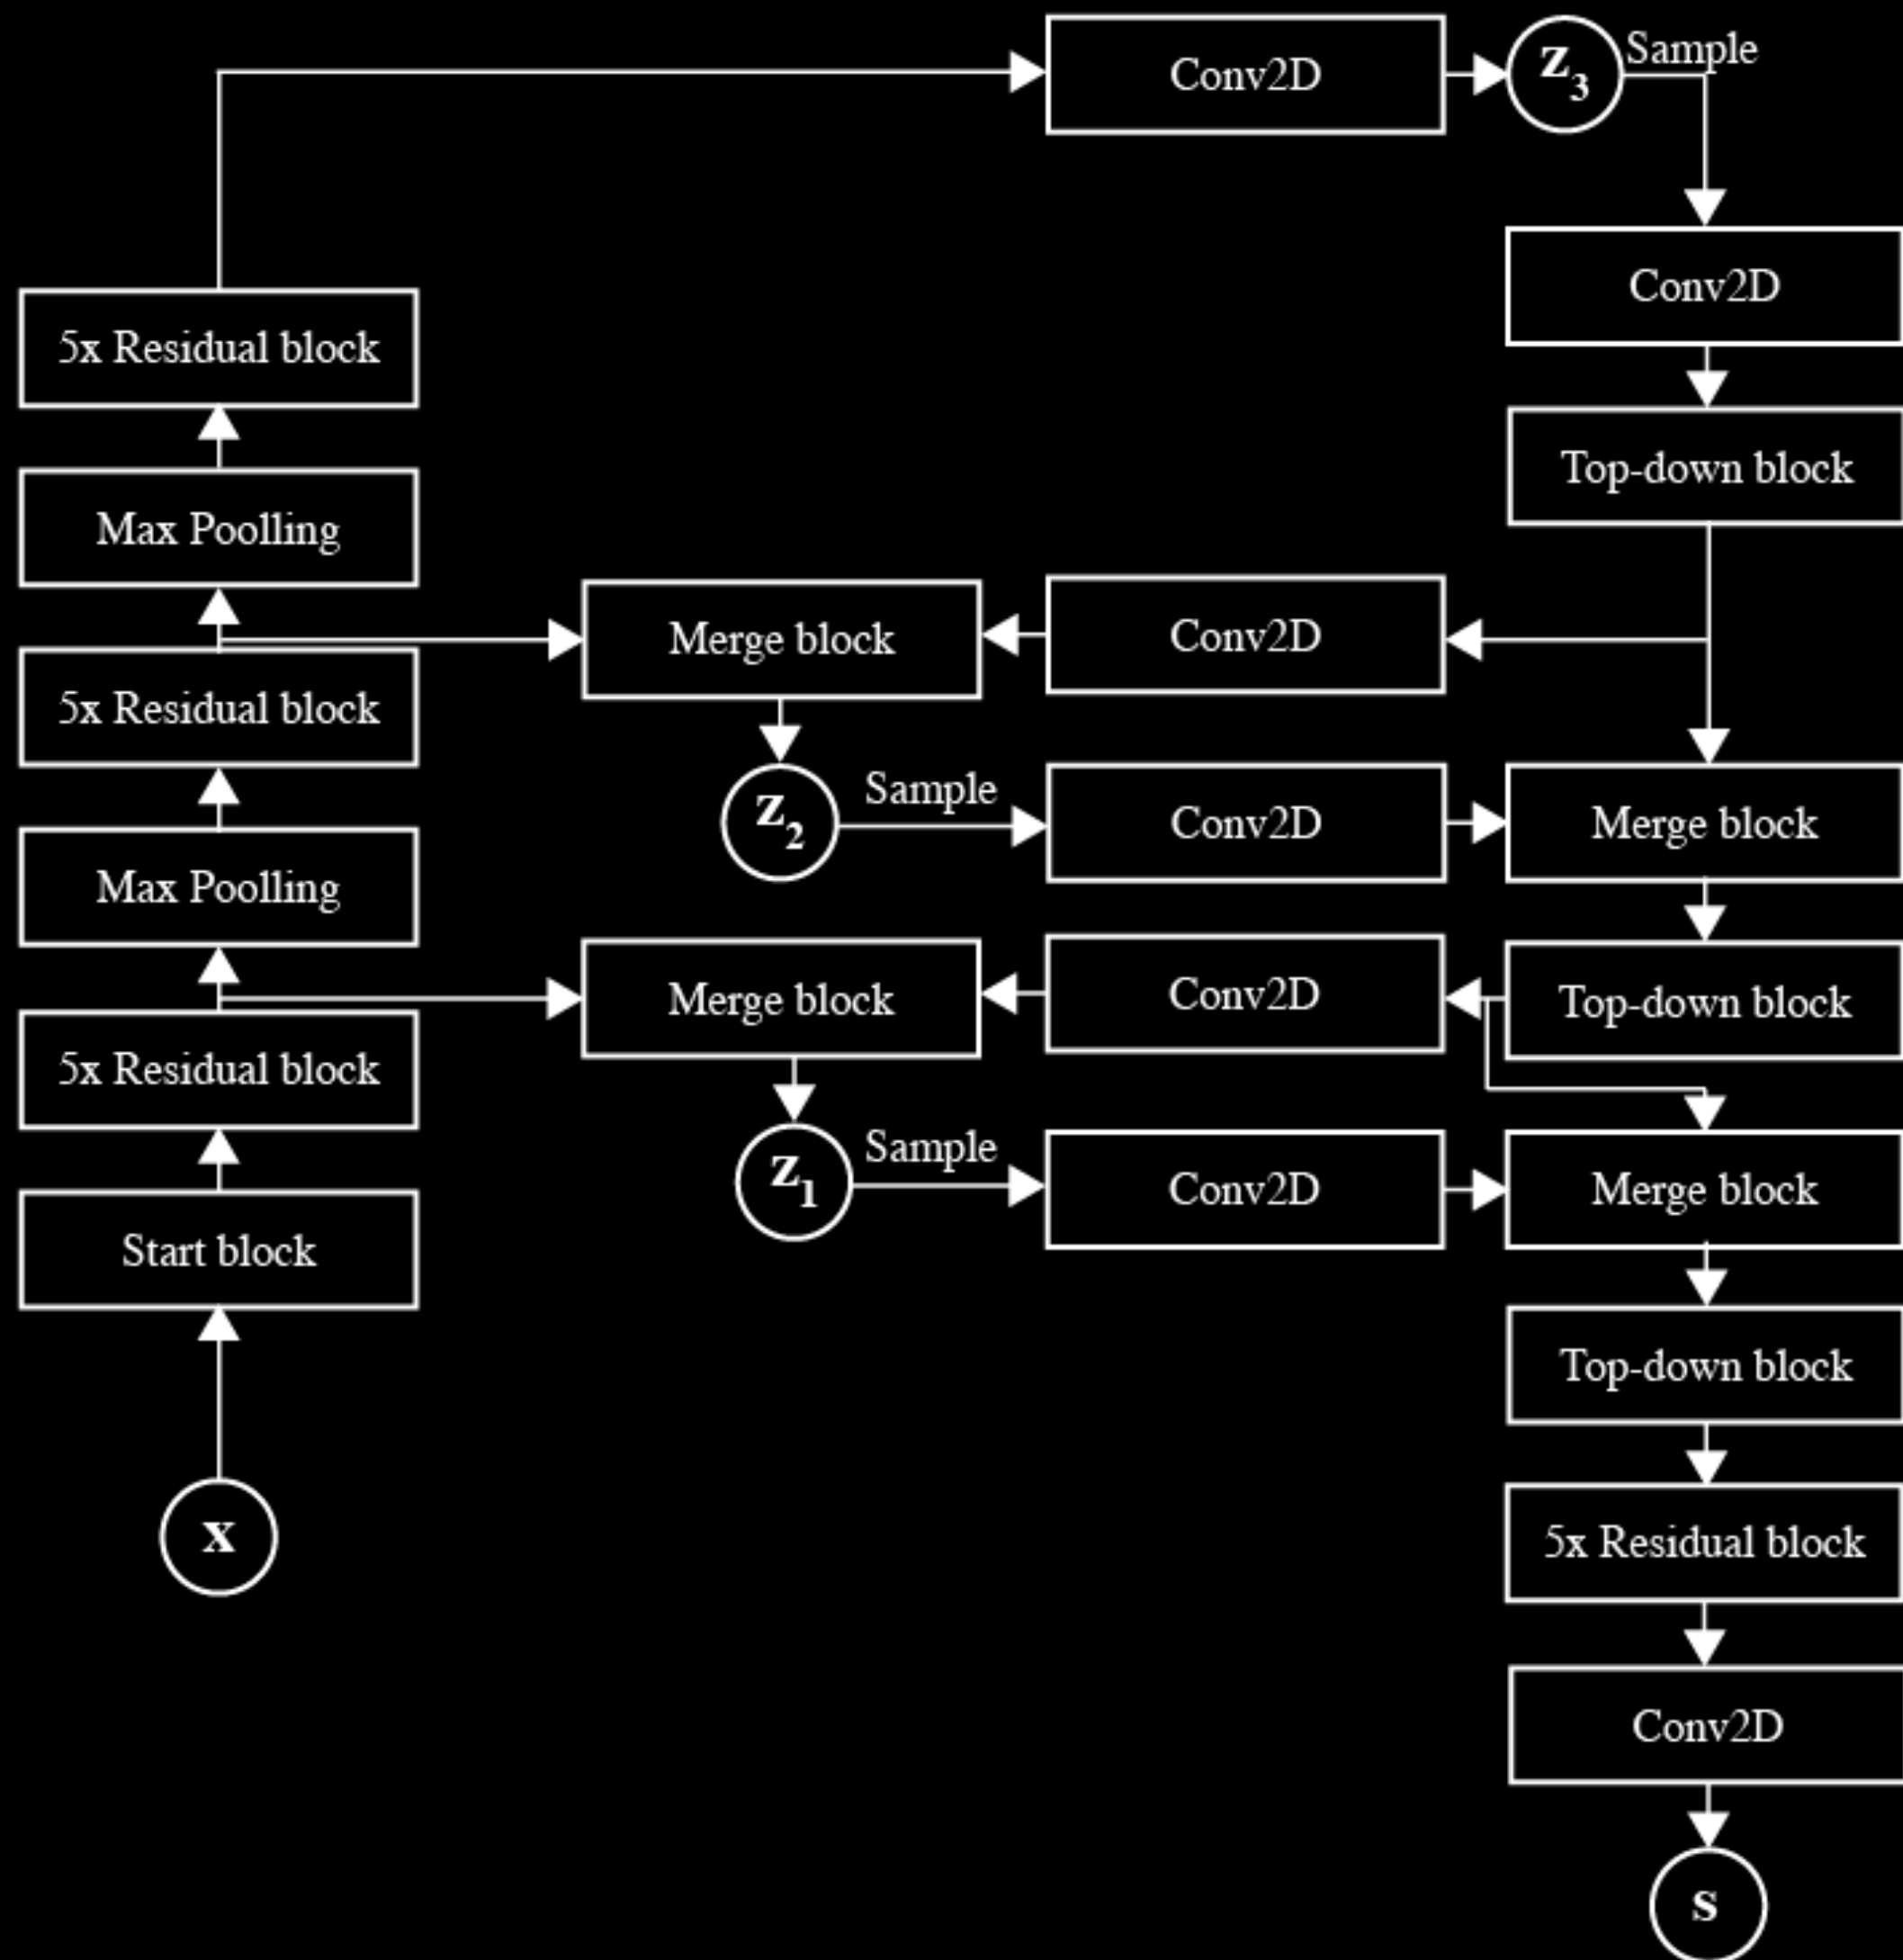 Conv2D
z3
Sample
Conv2D
5x Residual block
Top-down block
Max Poolling
Merge block
Conv2D
5x Residual block
z2
Sample
Conv2D
Merge block
Max Poolling
Merge block
Conv2D
Top-down block
5x Residual block
z1
Sample
Conv2D
Merge block
Start block
Top-down block
x
5x Residual block
Conv2D
s